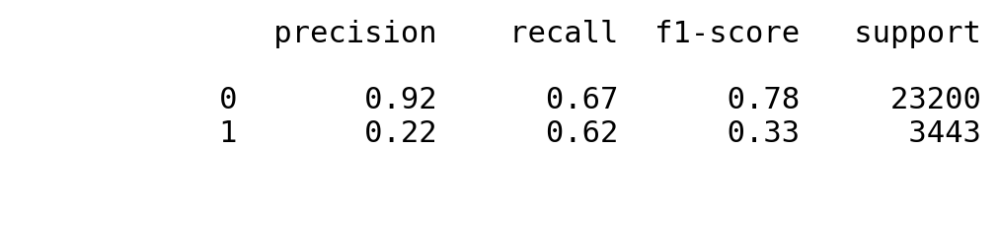 precision recall f1-score support
0 0.92 0.67 0.78 23200
1 0.22 0.62 0.33 3443